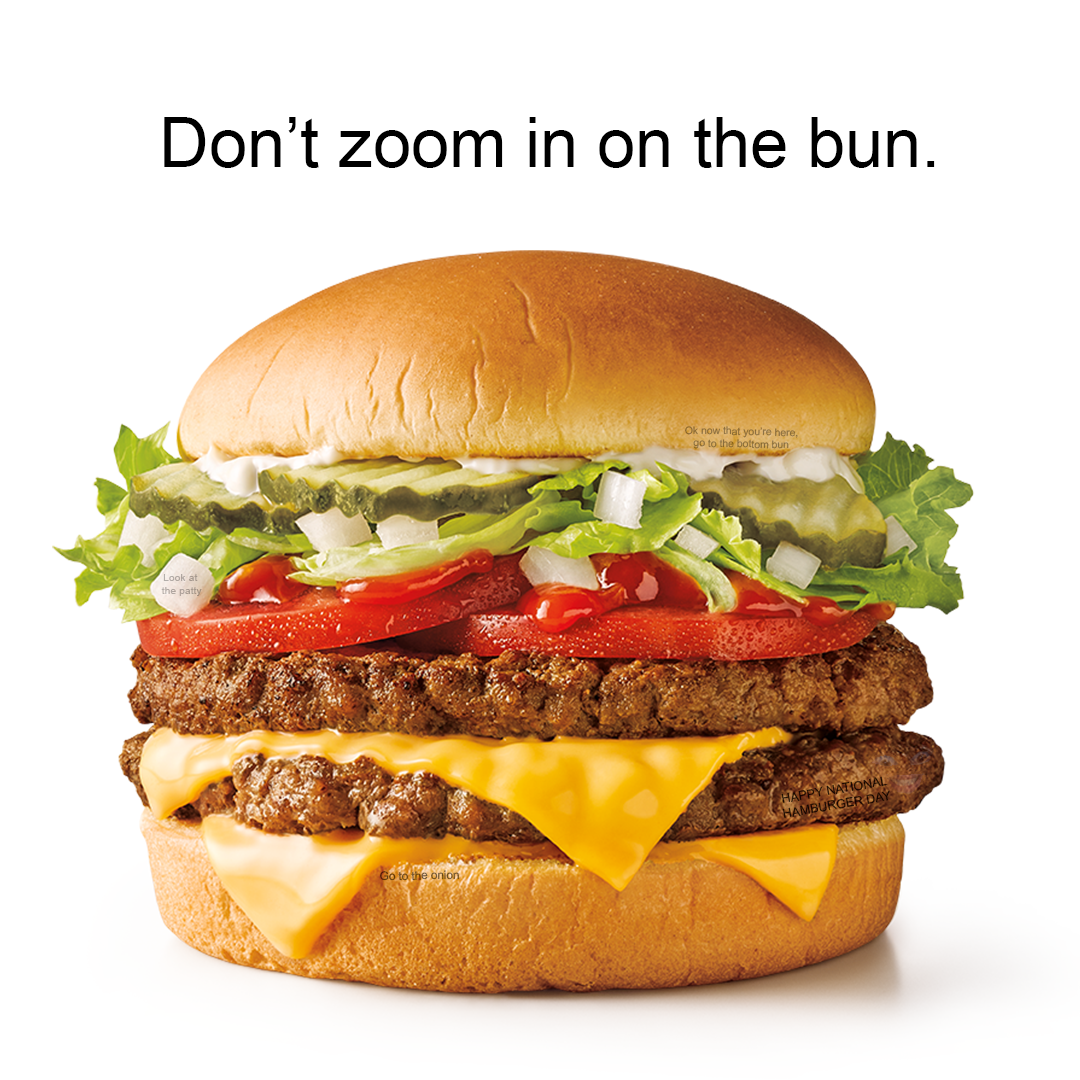 Don’t zoom in on the bun.
Ok now that you're here,
go to the bottom bun
Look at
the patty
HAPPY NATIONAL
HAMBURGER DAY
Go to the onion